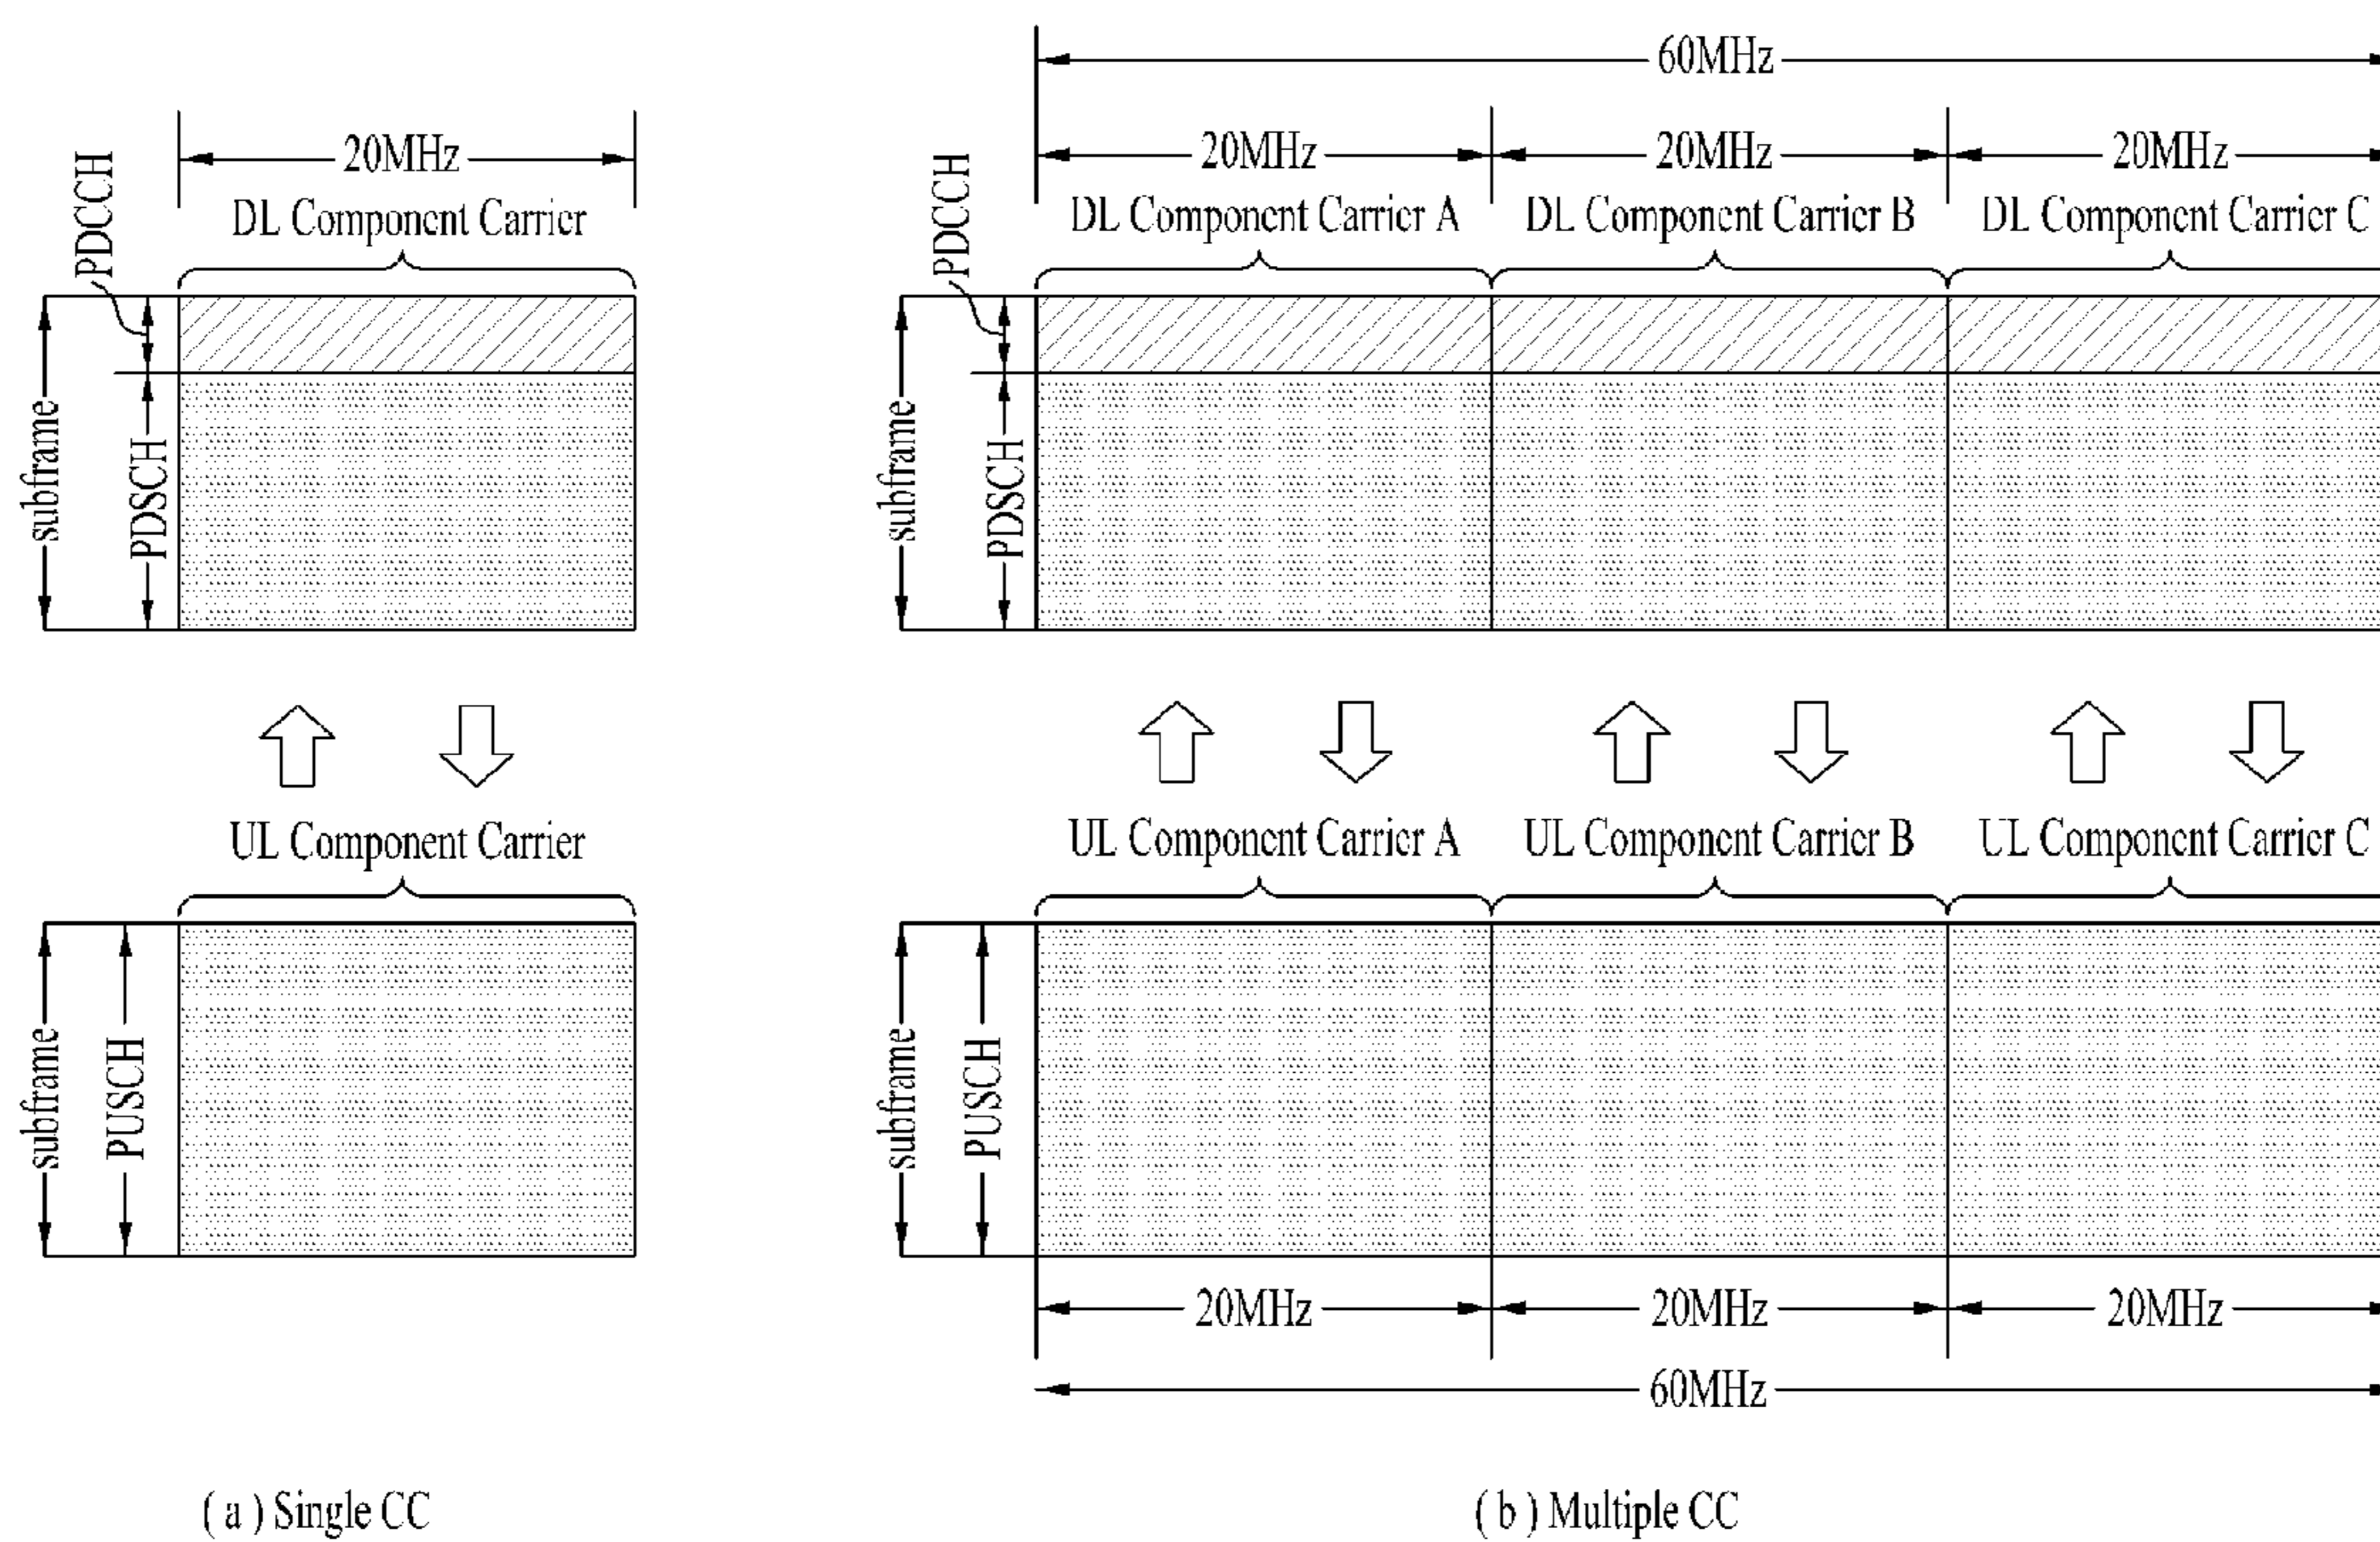 60MHz
20MHz
20MHz
20MHz
20MHz
PDCCH
DL Component Carrier
PDCCH
DL Component Carrier A
DL Component Carrier B
DL Component Carrier C
subframe
PDSCH
subframe
PDSCH
UL Component Carrier
UL Component Carrier A
UL Component Carrier B
UL Component Carrier C
subframe
PUSCH
subframe
PUSCH
20MHz
20MHz
20MHz
60MHz
( a ) Single CC
( b ) Multiple CC